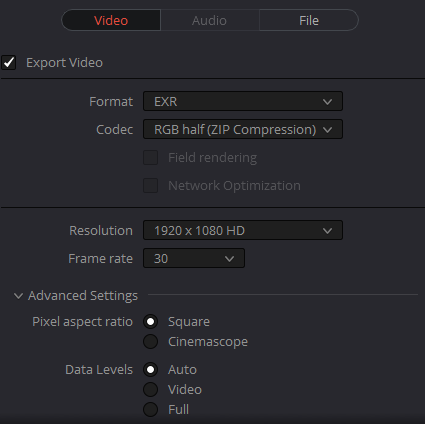 Video Audio File
Export Video
Format EXR
Codec RGB half (ZIP Compression)
Field rendering
Network Optimization
Resolution 1920 x 1080 HD
Frame rate 30
Advanced Settings
Pixel aspect ratio Square
Cinemascope
Data Levels Auto
Video
Full